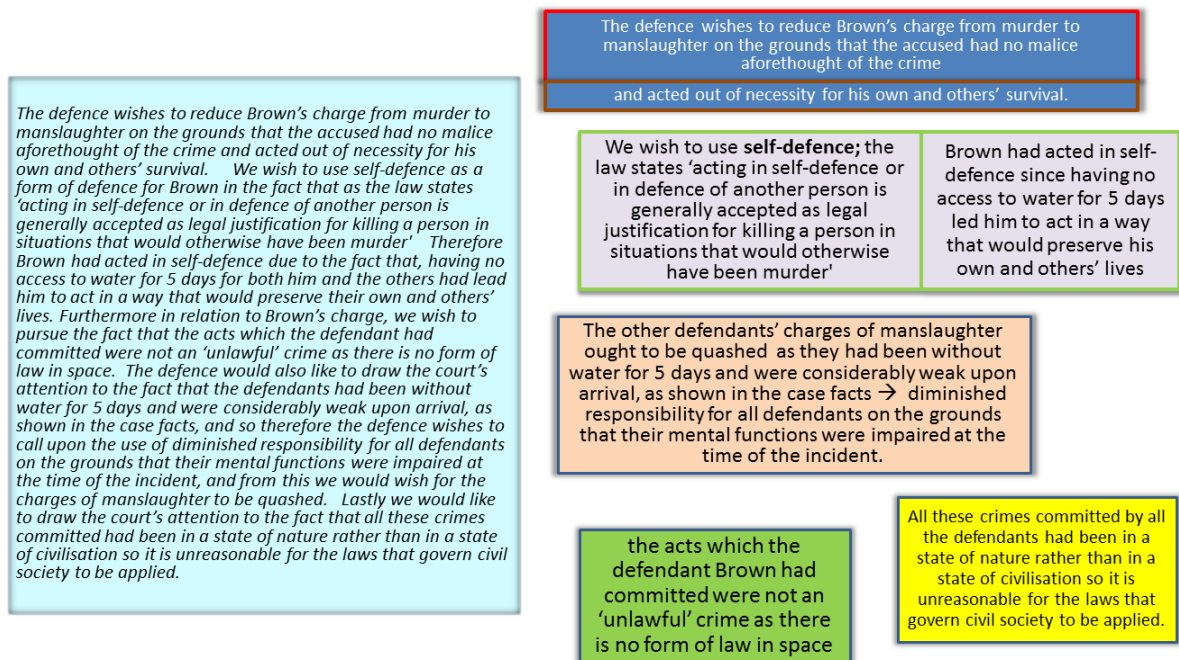 The defence wishes to reduce Brown's charge from murder to
manslaughter on the grounds that the accused had no malice
aforethought of the crime and acted out of necessity for his
own and others' survival. We wish to use self-defence as a
form of defence for Brown in the fact that as the law states
'acting in self-defence or in defence of another person is
generally accepted as legal justification for killing a person in
situations that would otherwise have been murder' Therefore
Brown had acted in self-defence due to the fact that, having no
access to water for 5 days for both him and the others had lead
him to act in a way that would preserve their own and others'
lives. Furthermore in relation to Brown's charge, we wish to
pursue the fact that the acts which the defendant had
committed were not an 'unlawful' crime as there is no form of
law in space. The defence would also like to draw the court's
attention to the fact that the defendants had been without
water for 5 days and were considerably weak upon arrival, as
shown in the case facts, and so therefore the defence wishes to
call upon the use of diminished responsibility for all defendants
on the grounds that their mental functions were impaired at
the time of the incident, and from this we would wish for the
charges of manslaughter to be quashed. Lastly we would like
to draw the court's attention to the fact that all these crimes
committed had been in a state of nature rather than in a state
of civilisation so it is unreasonable for the laws that govern civil
society to be applied.
The defence wishes to reduce Brown's charge from murder to
manslaughter on the grounds that the accused had no malice
aforethought of the crime
and acted out of necessity for his own and others' survival.
We wish to use self-defence; the
law states 'acting in self-defence or
in defence of another person is
generally accepted as legal
justification for killing a person in
situations that would otherwise
have been murder'
Brown had acted in self-
defence since having no
access to water for 5 days
led him to act in a way
that would preserve his
own and others' lives
The other defendants' charges of manslaughter
ought to be quashed as they had been without
water for 5 days and were considerably weak upon
arrival, as shown in the case facts → diminished
responsibility for all defendants on the grounds
that their mental functions were impaired at the
time of the incident.
the acts which the
defendant Brown had
committed were not an
'unlawful' crime as there
is no form of law in space
All these crimes committed by all
the defendants had been in a
state of nature rather than in a
state of civilisation so it is
unreasonable for the laws that
govern civil society to be applied.